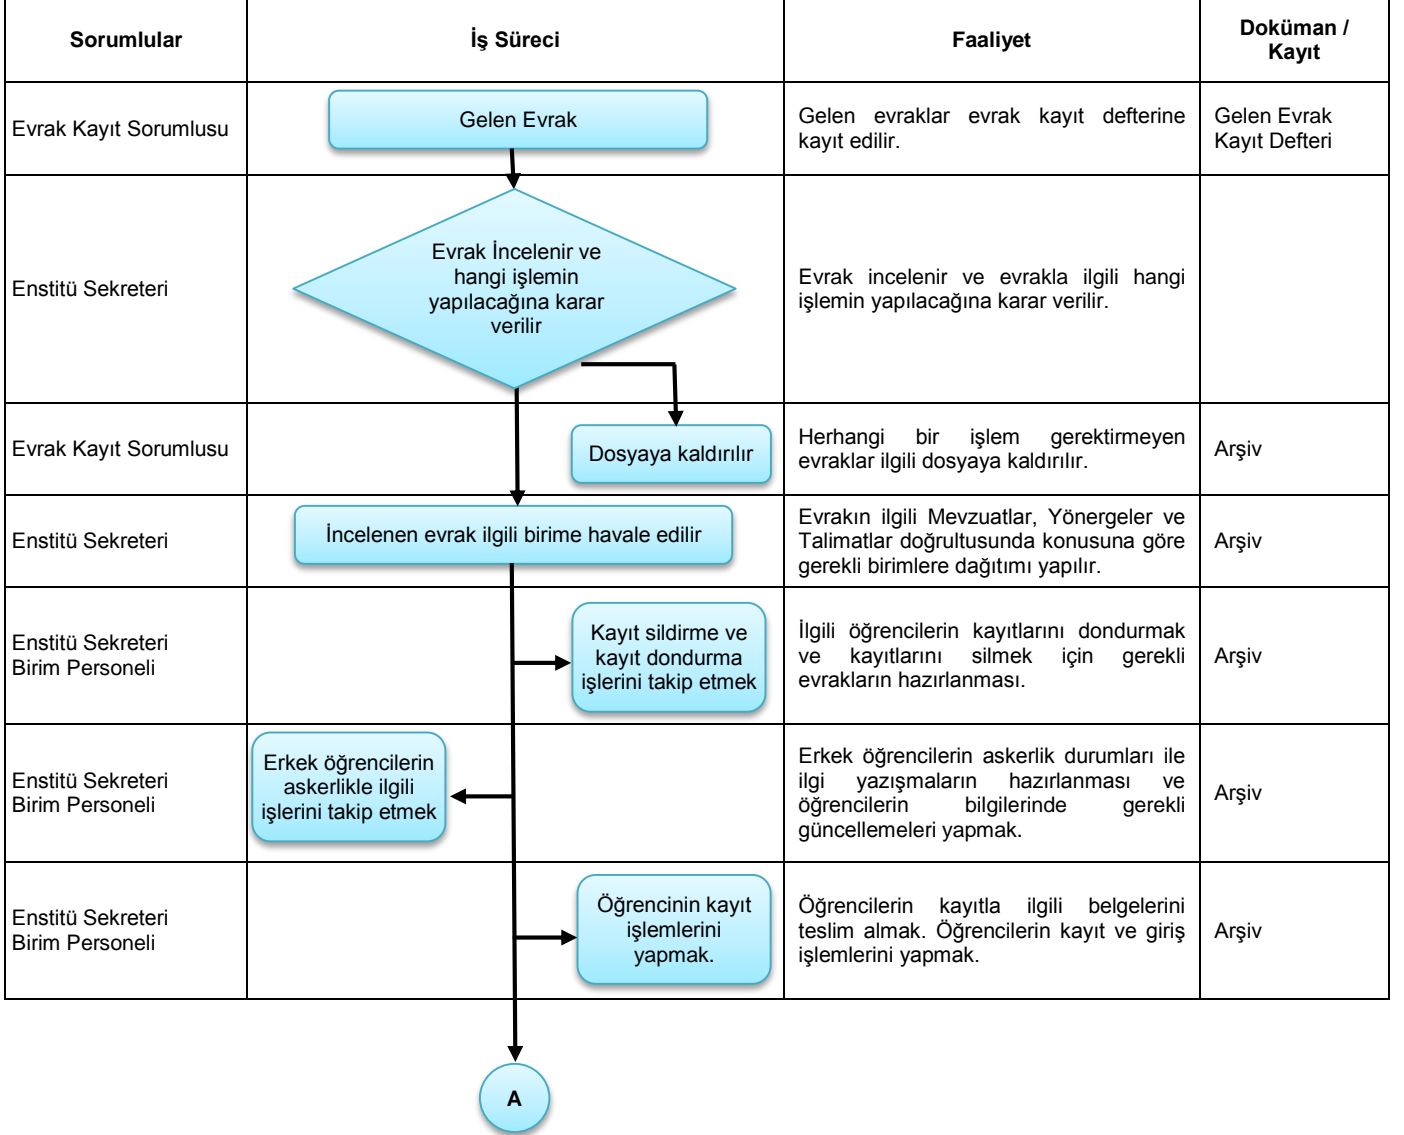 Sorumlular
İş Süreci
Faaliyet
Doküman /
Kayıt
Evrak Kayıt Sorumlusu
Gelen Evrak
Gelen evraklar evrak kayıt defterine
kayıt edilir.
Gelen Evrak
Kayıt Defteri
Enstitü Sekreteri
Evrak İncelenir ve
hangi işlemin
yapılacağına karar
verilir
Evrak incelenir ve evrakla ilgili hangi
işlemin yapılacağına karar verilir.
Evrak Kayıt Sorumlusu
Dosyaya kaldırılır
Herhangi bir işlem gerektirmeyen
evraklar ilgili dosyaya kaldırılır.
Arşiv
Enstitü Sekreteri
İncelenen evrak ilgili birime havale edilir
Evrakın ilgili Mevzuatlar, Yönergeler ve
Talimatlar doğrultusunda konusuna göre
gerekli birimlere dağıtımı yapılır.
Arşiv
Enstitü Sekreteri
Birim Personeli
Kayıt sildirme ve
kayıt dondurma
işlerini takip etmek
İlgili öğrencilerin kayıtlarını dondurmak
ve kayıtlarını silmek için gerekli
evrakların hazırlanması.
Arşiv
Enstitü Sekreteri
Birim Personeli
Erkek öğrencilerin
askerlikle ilgili
işlerini takip etmek
Erkek öğrencilerin askerlik durumları ile
ilgi yazışmaların hazırlanması ve
öğrencilerin bilgilerinde gerekli
güncellemeleri yapmak.
Arşiv
Enstitü Sekreteri
Birim Personeli
Öğrencinin kayıt
işlemlerini
yapmak.
Öğrencilerin kayıtla ilgili belgelerini
teslim almak. Öğrencilerin kayıt ve giriş
işlemlerini yapmak.
Arşiv
A